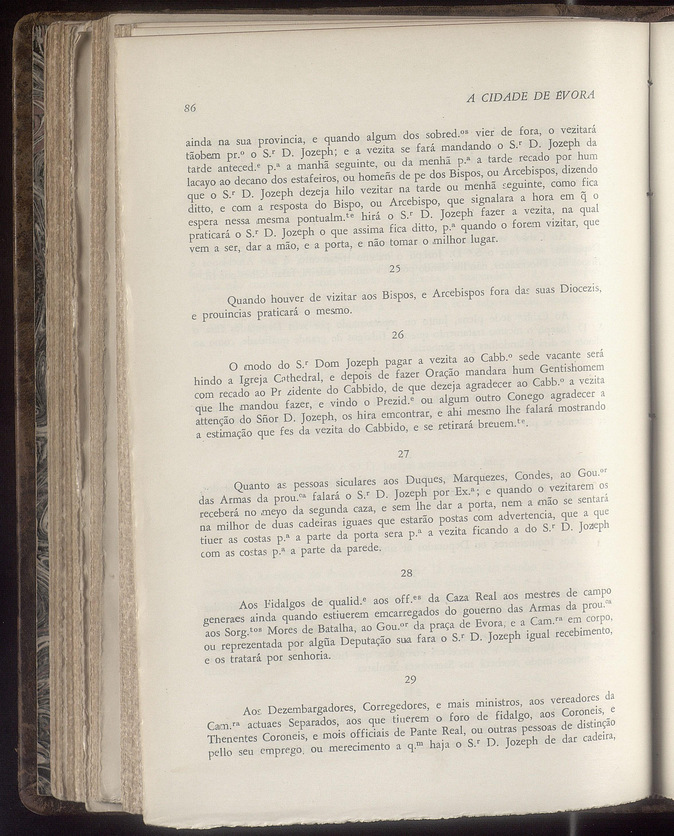 86
A CIDADE DE ÉVORA
ainda na sua provincia, e quando algum dos sobred.ºˢ vier de fora, o vezitará
tãobem pr.º o S.ʳ D. Jozeph; e a vezita se fará mandando o S.ʳ D. Jozeph da
tarde anteced.ᵉ p.ª a manhã seguinte, ou da menhã p.ª a tarde recado por hum
lacayo ao decano dos estafeiros, ou homeñs de pe dos Bispos, ou Arcebispos, dizendo
que o S.ʳ D. Jozeph dezeja hilo vezitar na tarde ou menhã seguinte, como fica
ditto, e com a resposta do Bispo, ou Arcebispo, que signalara a hora em q̃ o
espera nessa mesma pontualm.ᵗᵉ hirá o S.ʳ D. Jozeph fazer a vezita, na qual
praticará o S.ʳ D. Jozeph o que assima fica ditto, p.ª quando o forem vizitar, que
vem a ser, dar a mão, e a porta, e não tomar o milhor lugar.
25
Quando houver de vizitar aos Bispos, e Arcebispos fora das suas Diocezis,
e prouincias praticará o mesmo.
26
O modo do S.ʳ Dom Jozeph pagar a vezita ao Cabb.º sede vacante será
hindo a Igreja Cathedral, e depois de fazer Oração mandara hum Gentishomem
com recado ao Pr zidente do Cabbido, de que dezeja agradecer ao Cabb.º a vezita
que lhe mandou fazer, e vindo o Prezid.ᵉ ou algum outro Conego agradecer a
attenção do Sñor D. Jozeph, os hira emcontrar, e ahi mesmo lhe falará mostrando
a estimação que fes da vezita do Cabbido, e se retirará breuem.ᵗᵉ.
27
Quanto as pessoas siculares aos Duques, Marquezes, Condes, ao Gou.ᵒʳ
das Armas da prou.ᶜᵃ falará o S.ʳ D. Jozeph por Ex.ª; e quando o vezitarem os
receberá no meyo da segunda caza, e sem lhe dar a porta, nem a mão se sentará
na milhor de duas cadeiras iguaes que estarão postas com advertencia, que a que
tiuer as costas p.ª a parte da porta sera p.ª a vezita ficando a do S.ʳ D. Jozeph
com as costas p.ª a parte da parede.
28
Aos Fidalgos de qualid.ᵉ aos off.ᵉˢ da Caza Real aos mestres de campo
generaes ainda quando estiuerem emcarregados do gouerno das Armas da prou.ᶜᵃ
aos Sorg.ᵗᵒˢ Mores de Batalha, ao Gou.ᵒʳ da praça de Evora, e a Cam.ʳᵃ em corpo,
ou reprezentada por algũa Deputação sua fara o S.ʳ D. Jozeph igual recebimento,
e os tratará por senhoria.
29
Aos Dezembargadores, Corregedores, e mais ministros, aos vereadores da
Cam.ʳᵃ actuaes Separados, aos que tiuerem o foro de fidalgo, aos Coroneis, e
Thenentes Coroneis, e mois officiais de Pante Real, ou outras pessoas de distinção
pello seu emprego, ou merecimento a q.ᵐ haja o S.ʳ D. Jozeph de dar cadeira,